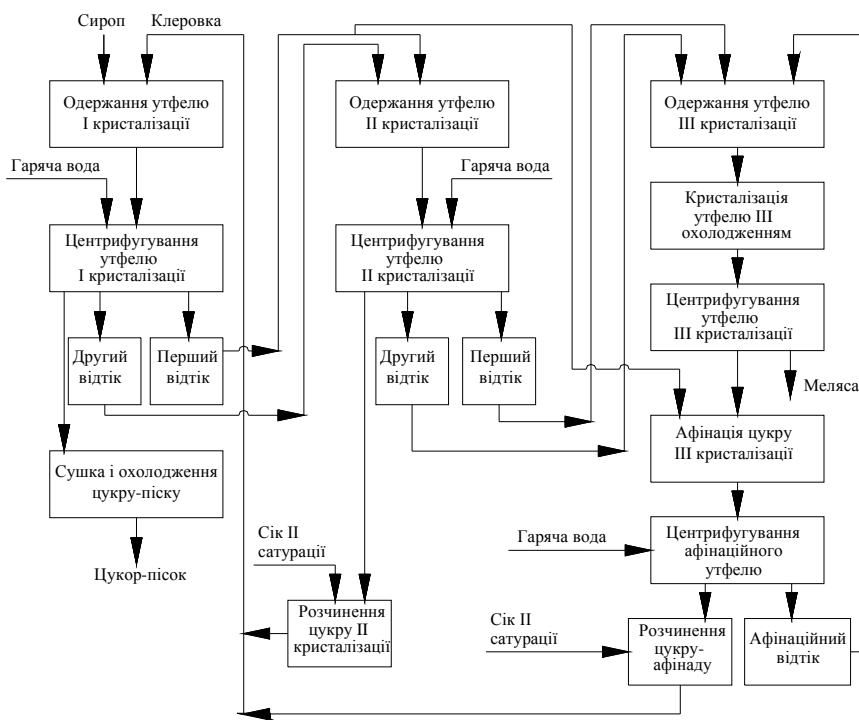 Сироп
Клеровка
Одержання утфелю
I кристалізації
Одержання утфелю
II кристалізації
Одержання утфелю
III кристалізації
Гаряча вода
Гаряча вода
Кристалізація
утфелю III
охолодженням
Центрифугування
утфелю
I кристалізації
Центрифугування
утфелю
II кристалізації
Центрифугування
утфелю
III кристалізації
Другий
відтік
Перший
відтік
Другий
відтік
Перший
відтік
Меляса
Афінація цукру
III кристалізації
Сушка і охолодження
цукру-піску
Цукор-пісок
Сік II
сатурації
Гаряча вода
Центрифугування
афінаційного
утфелю
Розчинення
цукру II
кристалізації
Сік II
сатурації
Розчинення
цукру-
афінаду
Афінаційний
відтік